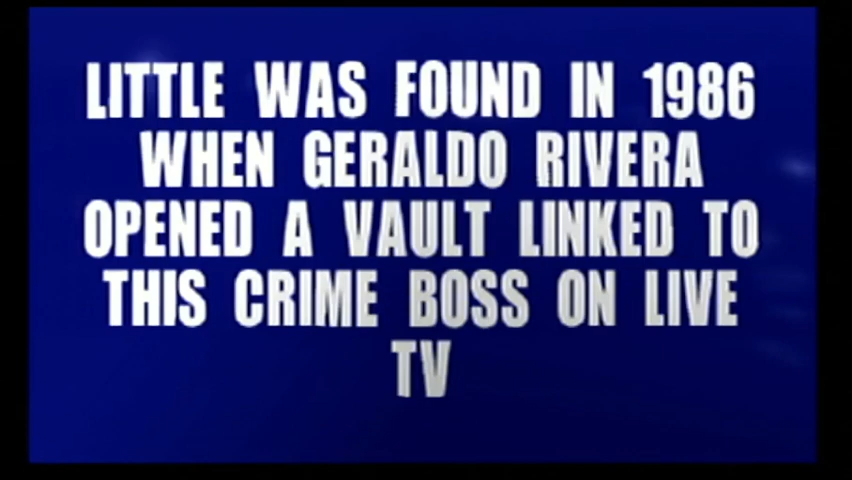 LITTLE WAS FOUND IN 1986
WHEN GERALDO RIVERA
OPENED A VAULT LINKED TO
THIS CRIME BOSS ON LIVE
TV